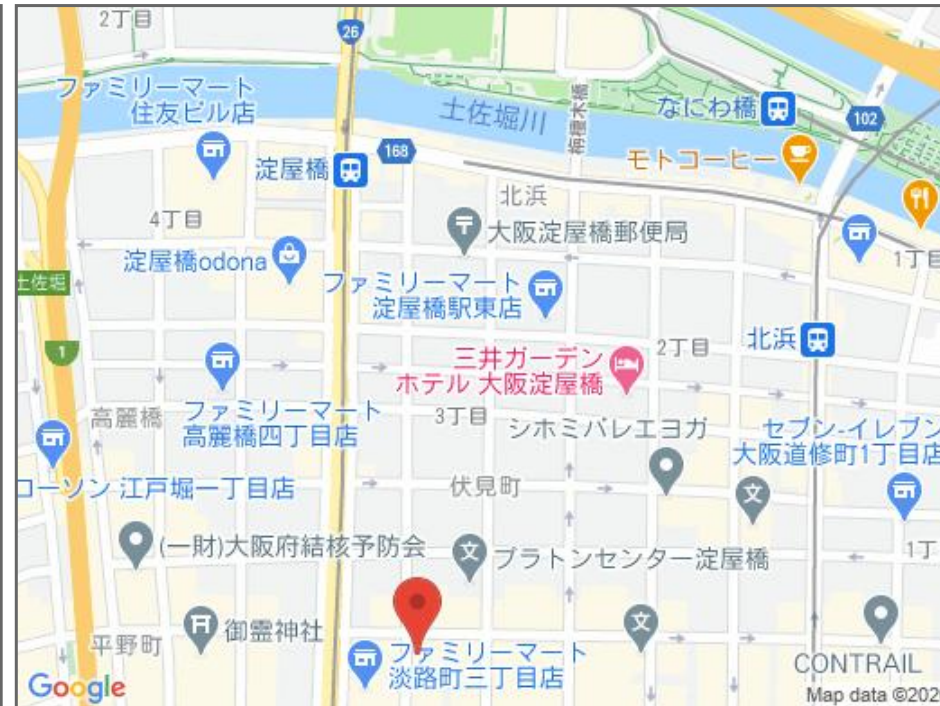 2丁目
26
ファミリーマート
住友ビル店
土佐堀川
栴檀木橋
なにわ橋
102
淀屋橋
168
モトコーヒー
北浜
4丁目
大阪淀屋橋郵便局
1丁目
淀屋橋odona
ファミリーマート
淀屋橋駅東店
土佐堀
1
北浜
2丁目
三井ガーデン
ホテル 大阪淀屋橋
高麗橋
ファミリーマート
高麗橋四丁目店
3丁目
シホミバレエヨガ
セブン-イレブン
大阪道修町1丁目店
ローソン 江戸堀一丁目店
伏見町
(一財)大阪府結核予防会
プラトンセンター淀屋橋
1丁
御霊神社
平野町
ファミリーマート
淡路町三丁目店
CONTRAIL
Google
Map data ©202